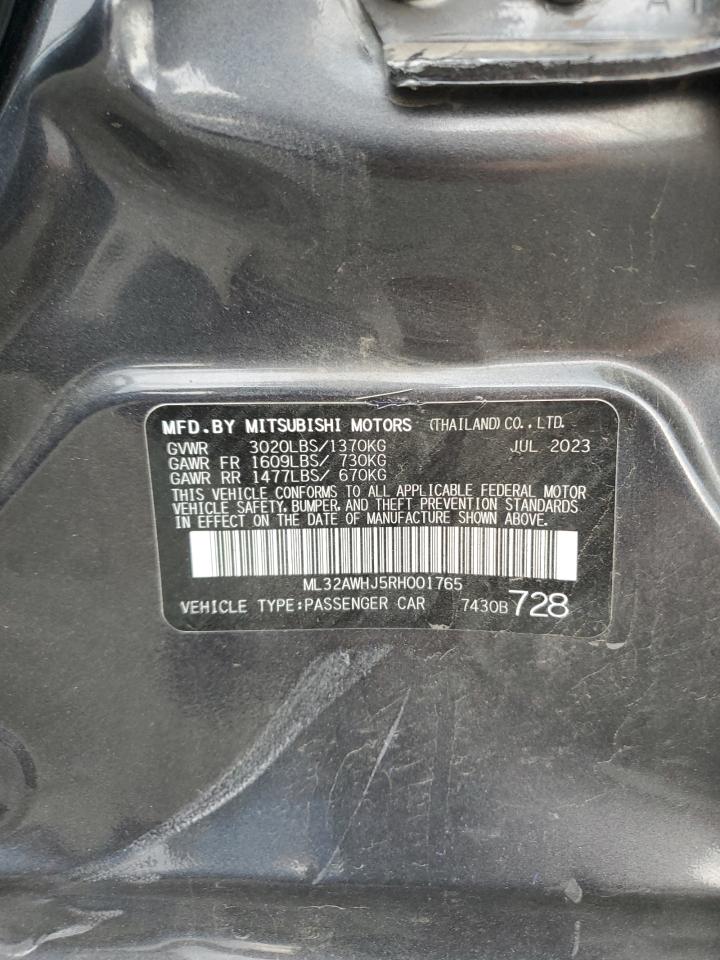 AT
MFD.BY MITSUBISHI MOTORS (THAILAND)CO.,LTD.
GVWR 3020LBS/1370KG JUL 2023
GAWR FR 1609LBS/ 730KG
GAWR RR 1477LBS/ 670KG
THIS VEHICLE CONFORMS TO ALL APPLICABLE FEDERAL MOTOR
VEHICLE SAFETY, BUMPER, AND THEFT PREVENTION STANDARDS
IN EFFECT ON THE DATE OF MANUFACTURE SHOWN ABOVE.
ML32AWHJ5RH001765
VEHICLE TYPE:PASSENGER CAR 7430B 728